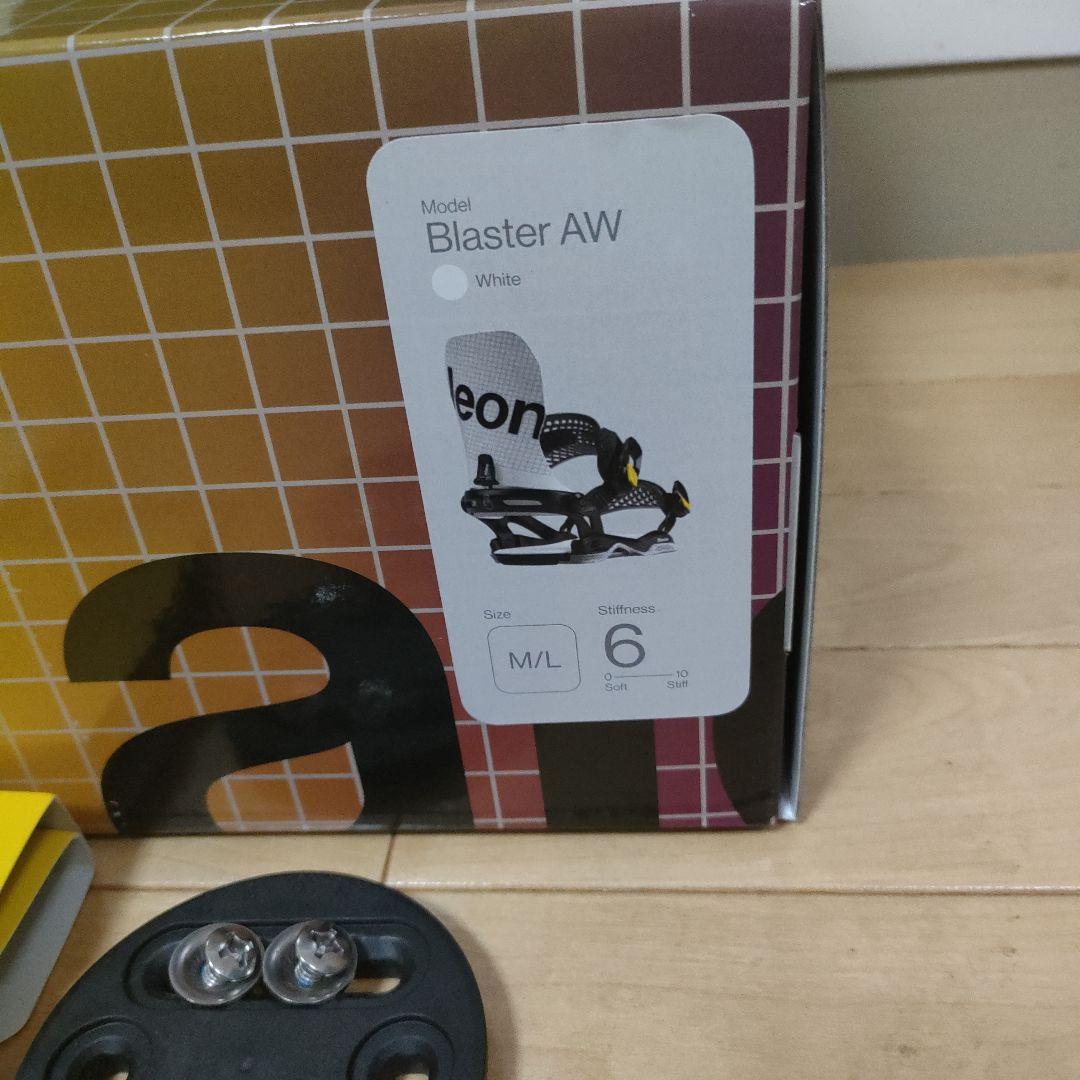 Model
Blaster AW
White
leon
Size
Stiffness
M/L
6
0 10
Soft Stiff
a